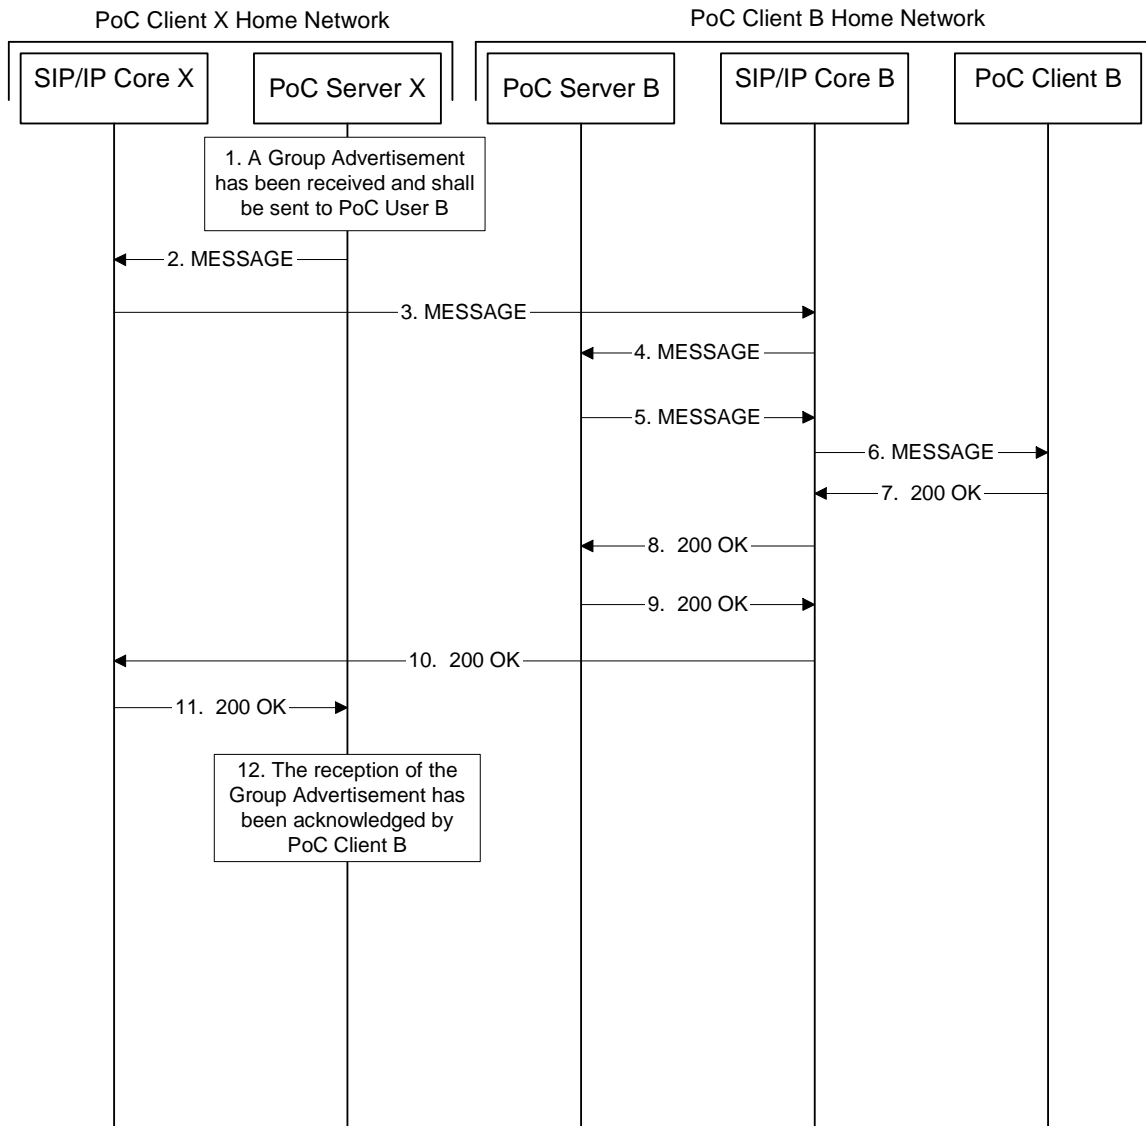 PoC Client X Home Network
PoC Client B Home Network
SIP/IP Core X
PoC Server X
PoC Server B
SIP/IP Core B
PoC Client B
1. A Group Advertisement
has been received and shall
be sent to PoC User B
2. MESSAGE
3. MESSAGE
4. MESSAGE
5. MESSAGE
6. MESSAGE
7. 200 OK
8. 200 OK
9. 200 OK
10. 200 OK
11. 200 OK
12. The reception of the
Group Advertisement has
been acknowledged by
PoC Client B